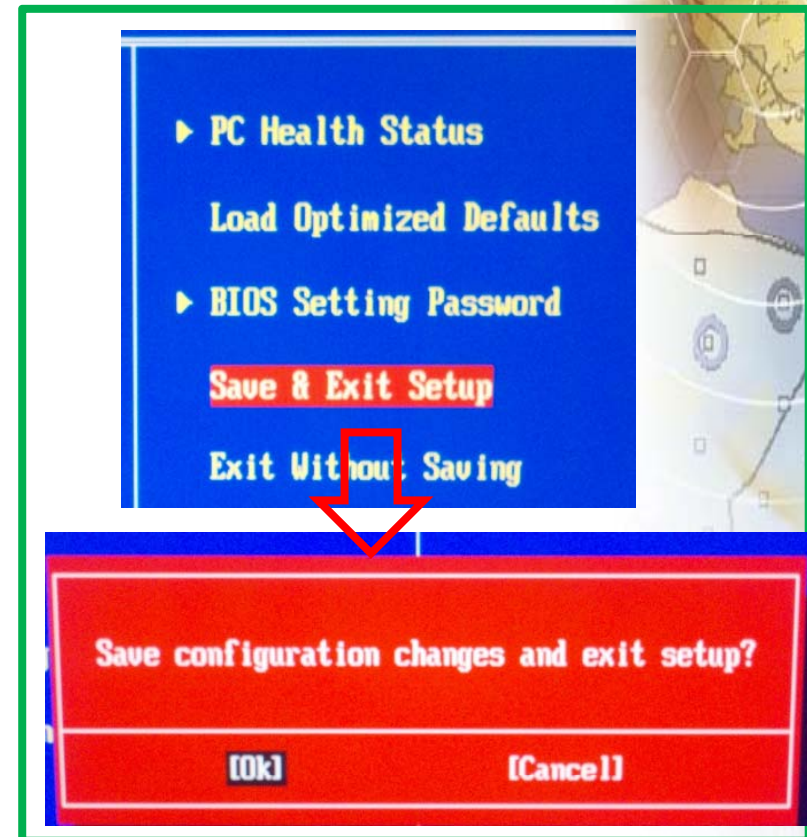 PC Health Status
Load Optimized Defaults
BIOS Setting Password
Save & Exit Setup
Exit Without Saving
Save configuration changes and exit setup?
[Ok] [Cancel]